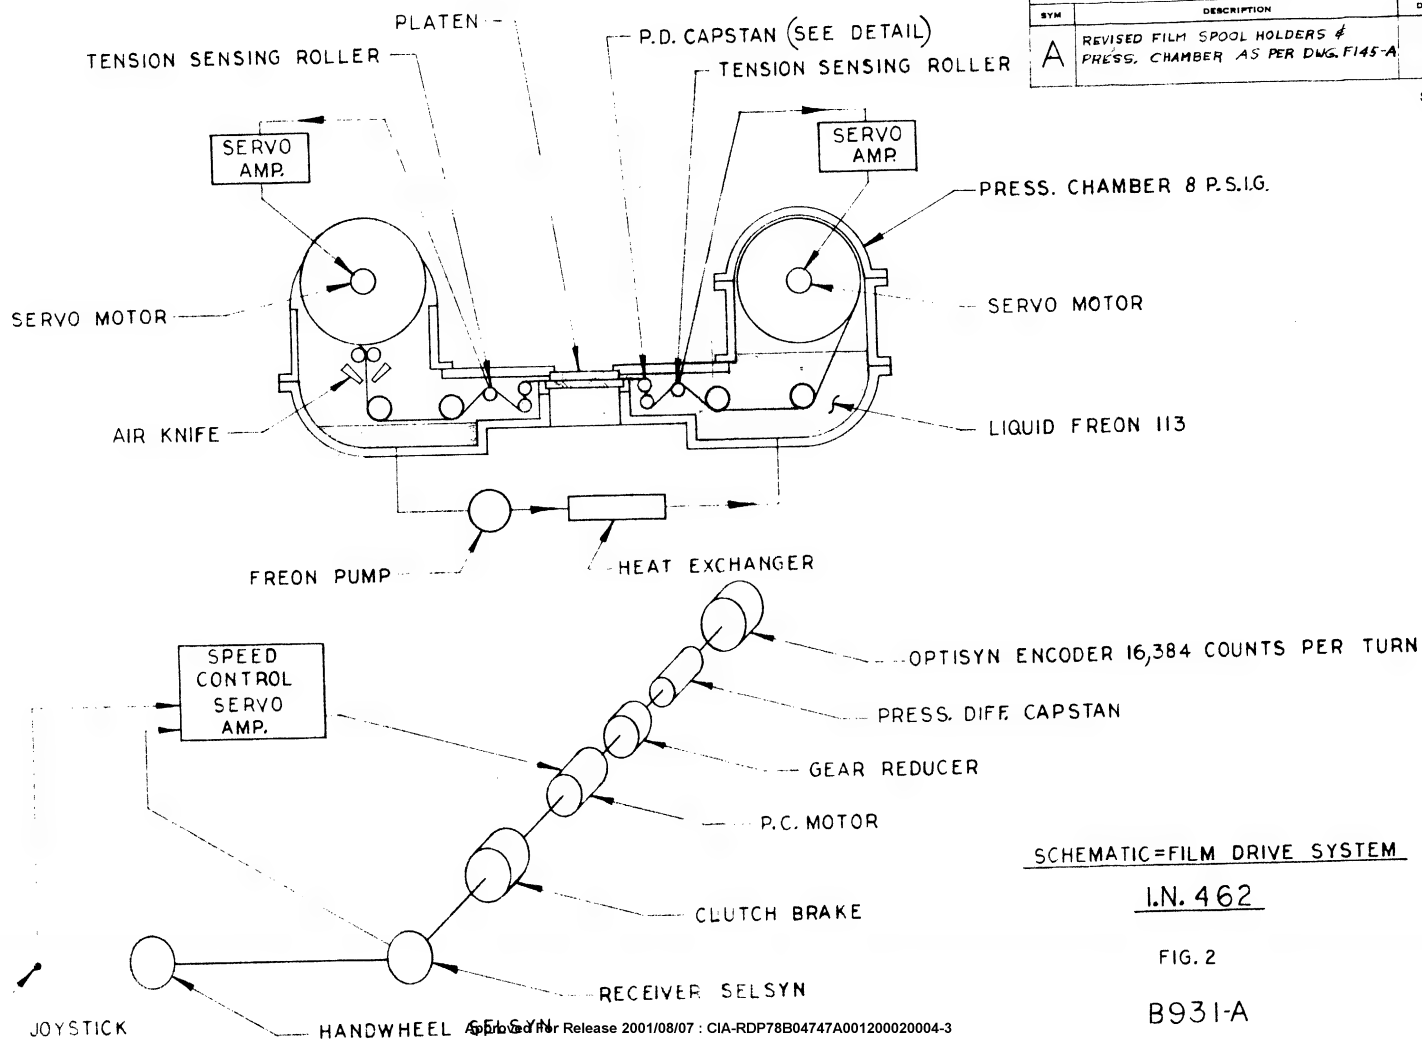 PLATEN
P.D. CAPSTAN (SEE DETAIL)
TENSION SENSING ROLLER
TENSION SENSING ROLLER
SYM DESCRIPTION
A REVISED FILM SPOOL HOLDERS &
PRESS. CHAMBER AS PER DWG. F145-A
SERVO
AMP.
SERVO
AMP.
PRESS. CHAMBER 8 P.S.I.G.
SERVO MOTOR
SERVO MOTOR
AIR KNIFE
LIQUID FREON 113
FREON PUMP
HEAT EXCHANGER
SPEED
CONTROL
SERVO
AMP.
OPTISYN ENCODER 16,384 COUNTS PER TURN
PRESS. DIFF. CAPSTAN
GEAR REDUCER
P.C. MOTOR
CLUTCH BRAKE
RECEIVER SELSYN
JOYSTICK
HANDWHEEL SELSYN
SCHEMATIC=FILM DRIVE SYSTEM
I.N. 462
FIG. 2
B931-A
Approved For Release 2001/08/07 : CIA-RDP78B04747A001200020004-3